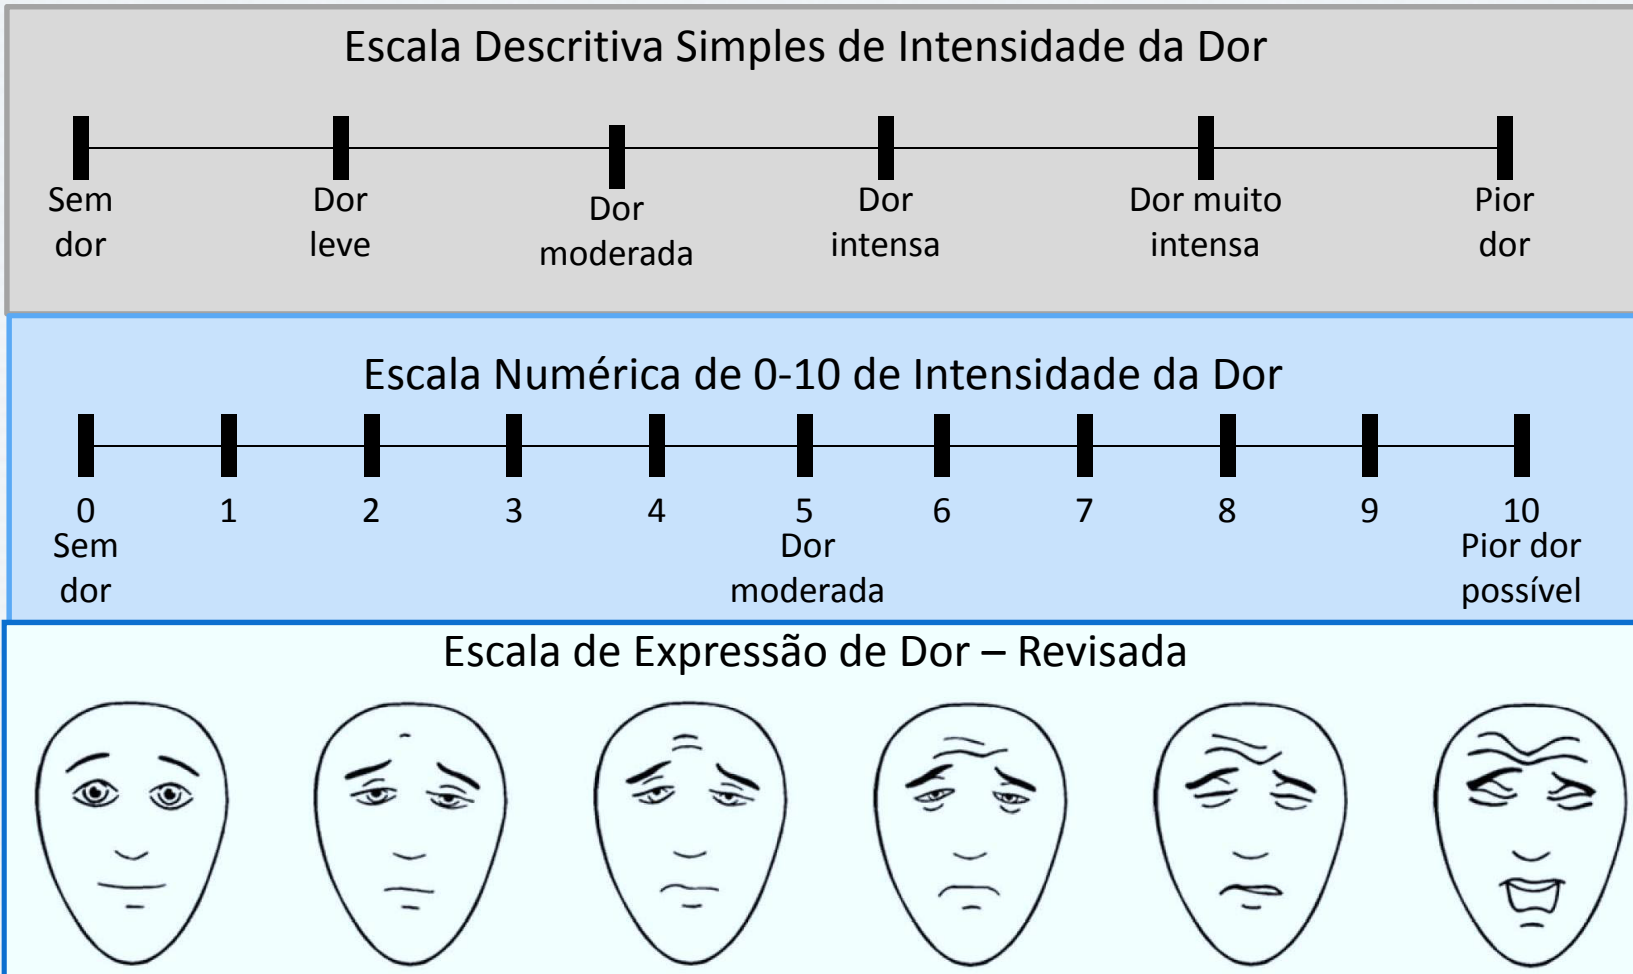 Escala Descritiva Simples de Intensidade da Dor
Sem dor
Dor leve
Dor moderada
Dor intensa
Dor muito intensa
Pior dor
Escala Numérica de 0-10 de Intensidade da Dor
0 1 2 3 4 5 6 7 8 9 10
Sem dor
Dor moderada
Pior dor possível
Escala de Expressão de Dor – Revisada